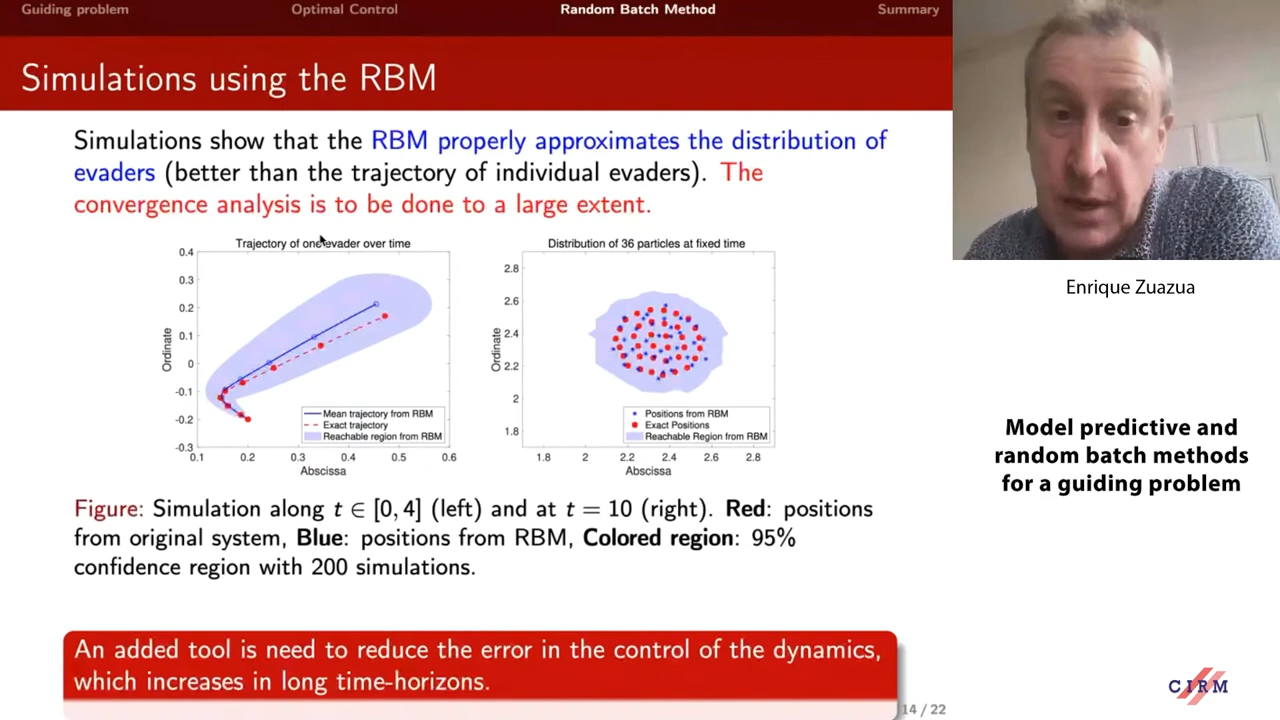 Guiding problem Optimal Control Random Batch Method Summary
Simulations using the RBM
Simulations show that the RBM properly approximates the distribution of
evaders (better than the trajectory of individual evaders). The
convergence analysis is to be done to a large extent.
Trajectory of one evader over time
0.4
0.3
0.2
0.1
0
-0.1
-0.2
-0.3
0.1 0.2 0.3 0.4 0.5 0.6
Ordinate
Abscissa
Mean trajectory from RBM
Exact trajectory
Reachable region from RBM
Distribution of 36 particles at fixed time
2.8
2.6
2.4
2.2
2
1.8
1.8 2 2.2 2.4 2.6 2.8
Ordinate
Abscissa
Positions from RBM
Exact Positions
Reachable Region from RBM
Figure: Simulation along t ∈ [0, 4] (left) and at t = 10 (right). Red: positions
from original system, Blue: positions from RBM, Colored region: 95%
confidence region with 200 simulations.
An added tool is need to reduce the error in the control of the dynamics,
which increases in long time-horizons.
14 / 22
Enrique Zuazua
Model predictive and
random batch methods
for a guiding problem
CIRM